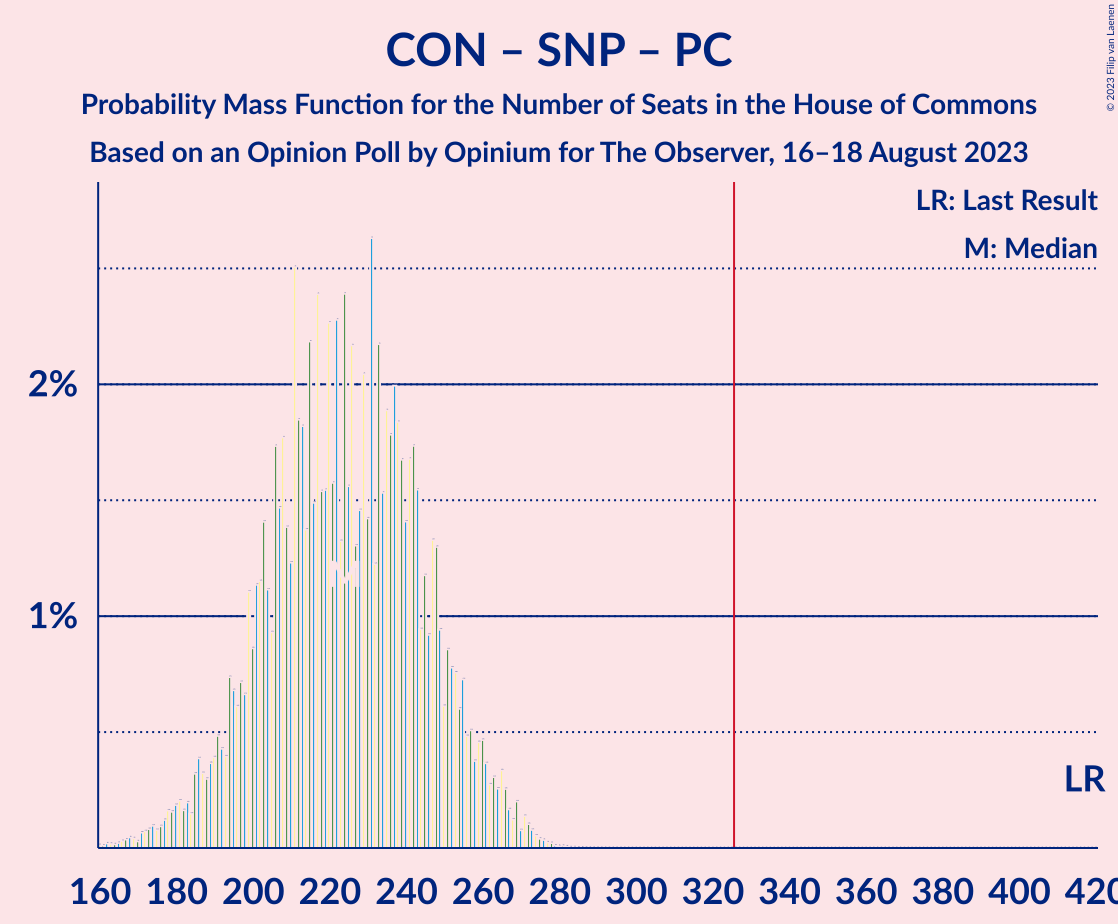 CON – SNP – PC
Probability Mass Function for the Number of Seats in the House of Commons
Based on an Opinion Poll by Opinium for The Observer, 16–18 August 2023
© 2023 Filip van Laenen
LR: Last Result
M: Median
2%
1%
LR
160 180 200 220 240 260 280 300 320 340 360 380 400 420